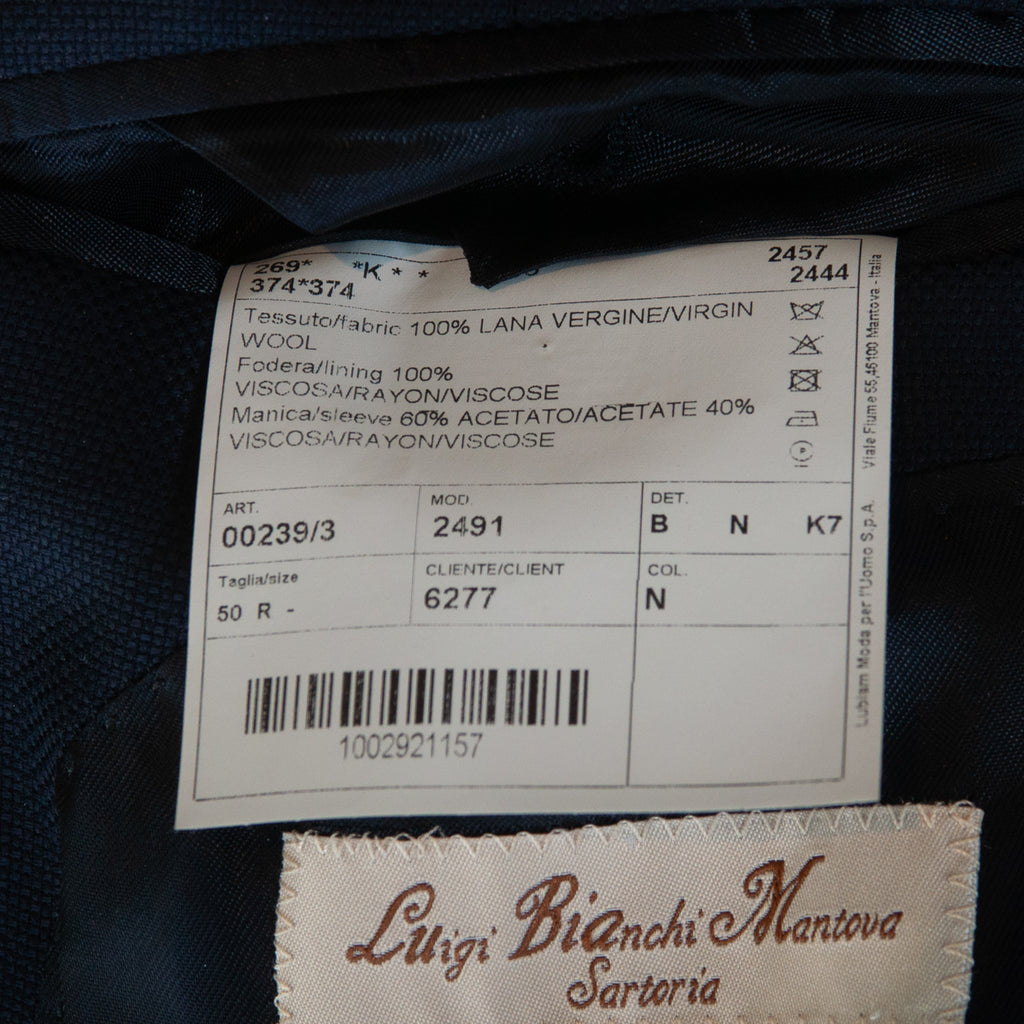 269* *K * * 2457
374*374 2444
Tessuto/fabric 100% LANA VERGINE/VIRGIN
WOOL
Fodera/lining 100%
VISCOSA/RAYON/VISCOSE
Manica/sleeve 60% ACETATO/ACETATE 40%
VISCOSA/RAYON/VISCOSE
P
ART. MOD. DET.
00239/3 2491 B N K7
Taglia/size CLIENTE/CLIENT COL.
50 R - 6277 N
1002921157
Lubiam Moda per l'Uomo S.p.A. Viale Fiume 55,46100 Mantova - Italia
Luigi Bianchi Mantova
Sartoria